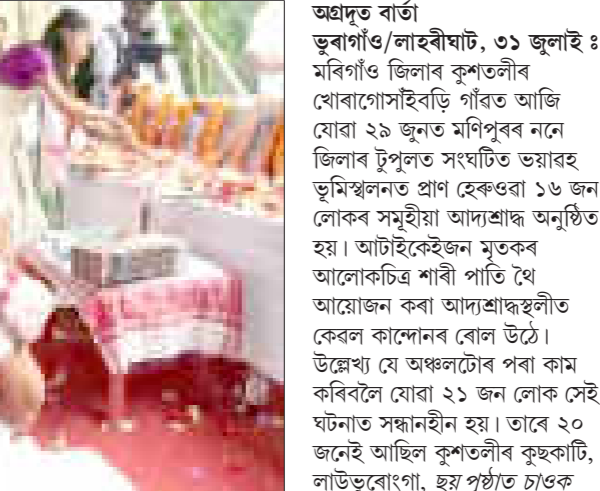 অগ্ৰদূত বাৰ্তা
ভূৰাগাঁও/লাহৰীঘাট, ৩১ জুলাই ঃ
মৰিগাঁও জিলাৰ কুশতলীৰ
খোৰাগোসাঁইবড়ি গাঁৱত আজি
যোৱা ২৯ জুনত মণিপুৰৰ ননে
জিলাৰ টুপুলত সংঘটিত ভয়াৱহ
ভূমিস্খলনত প্ৰাণ হেৰুওৱা ১৬ জন
লোকৰ সমূহীয়া আদ্যশ্ৰাদ্ধ অনুষ্ঠিত
হয়। আটাইকেইজন মৃতকৰ
আলোকচিত্ৰ শাৰী পাতি থৈ
আয়োজন কৰা আদ্যশ্ৰাদ্ধস্থলীত
কেৱল কান্দোনৰ ৰোল উঠে।
উল্লেখ্য যে অঞ্চলটোৰ পৰা কাম
কৰিবলৈ যোৱা ২১ জন লোক সেই
ঘটনাত সন্ধানহীন হয়। তাৰে ২০
জনেই আছিল কুশতলীৰ কুছকাটি,
লাউভূৰোংগা, ছয় পৃষ্ঠাত চাওক